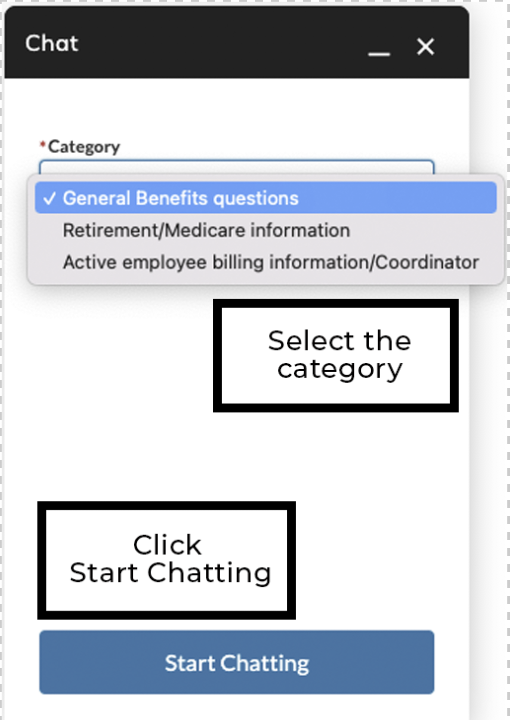 Chat
*Category
✓ General Benefits questions
Retirement/Medicare information
Active employee billing information/Coordinator
Select the
category
Click
Start Chatting
Start Chatting